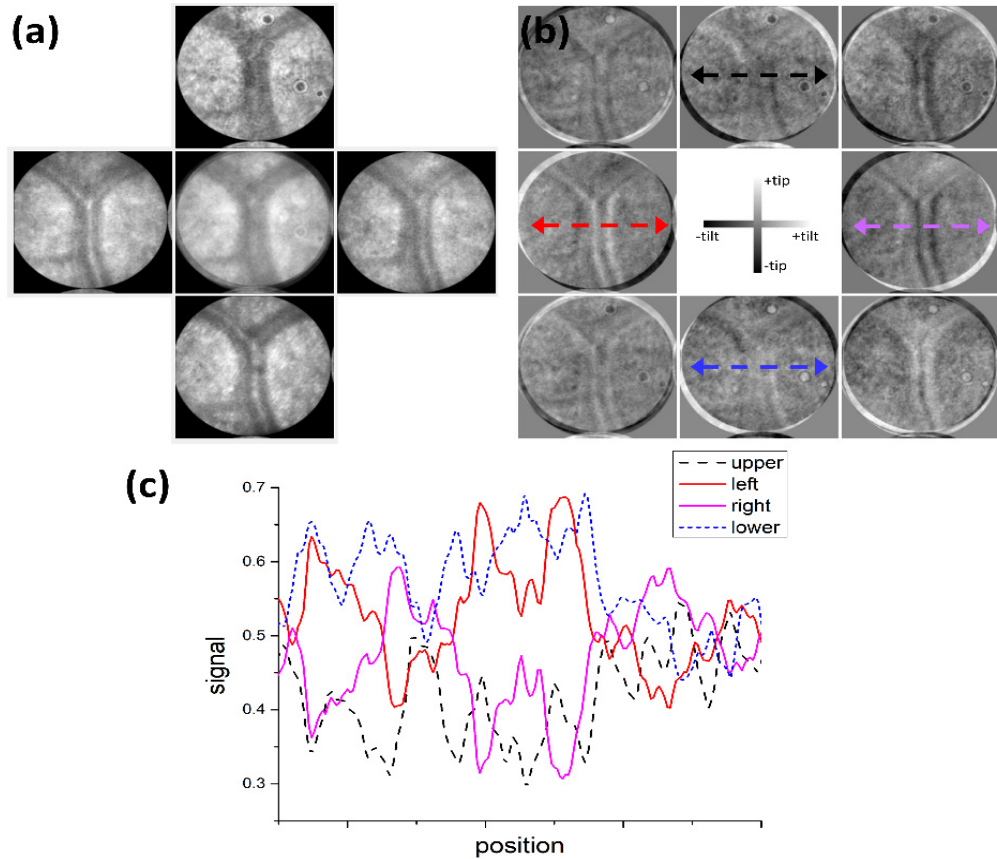 (a)
(b)
+tip
-tilt
+tilt
-tip
(c)
upper
left
right
lower
0.7
0.6
0.5
0.4
0.3
signal
position